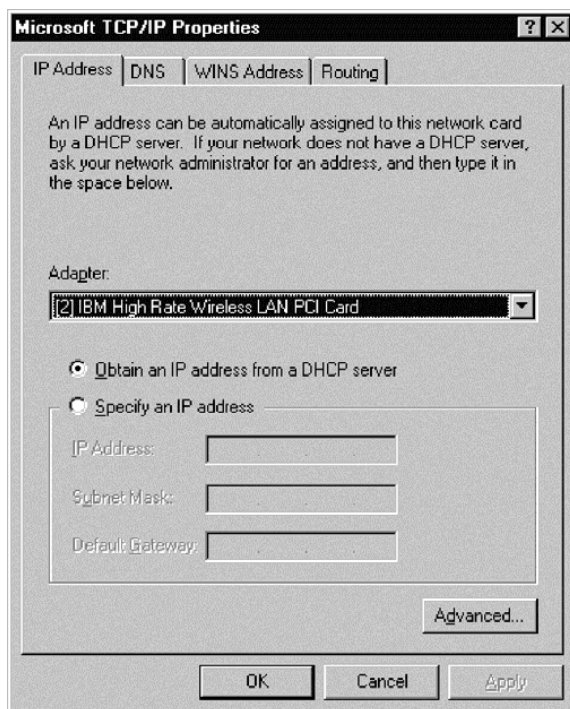 Microsoft TCP/IP Properties
? X
IP Address DNS WINS Address Routing
An IP address can be automatically assigned to this network card
by a DHCP server. If your network does not have a DHCP server,
ask your network administrator for an address, and then type it in
the space below.
Adapter:
[2] IBM High Rate Wireless LAN PCI Card
Obtain an IP address from a DHCP server
Specify an IP address
IP Address:
Subnet Mask:
Default Gateway:
Advanced...
OK Cancel Apply